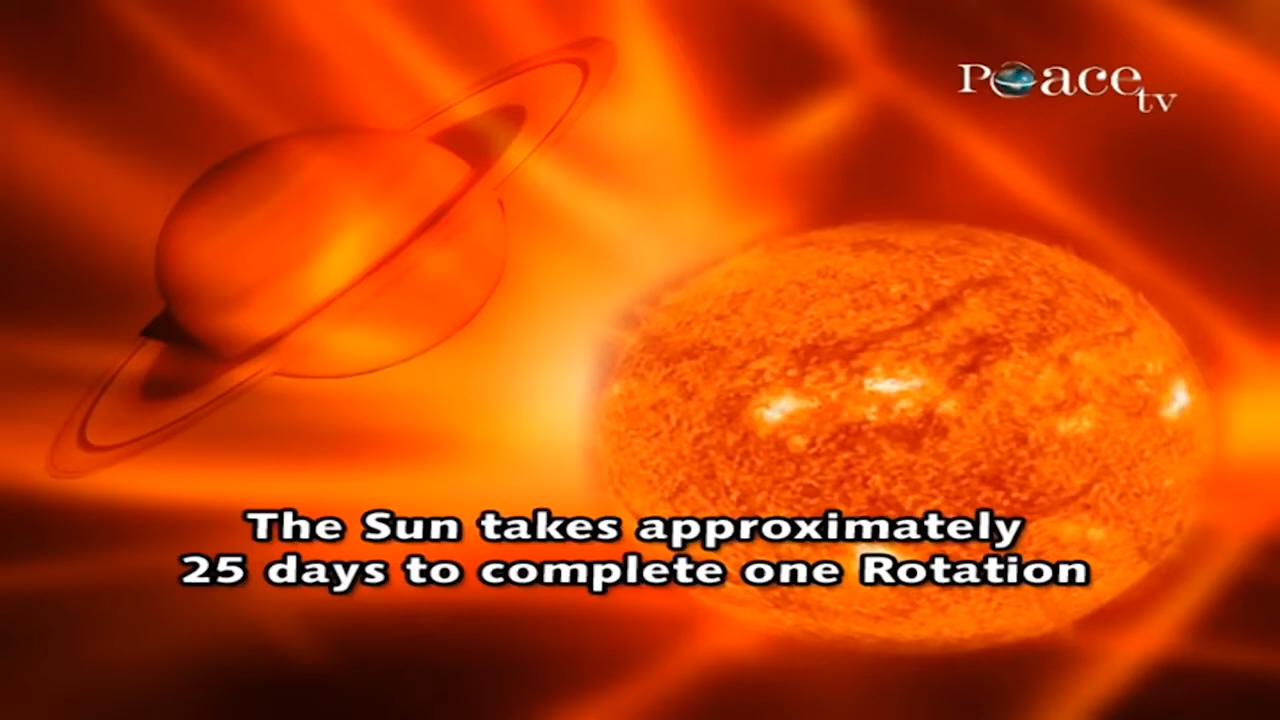 Peace tv
The Sun takes approximately
25 days to complete one Rotation